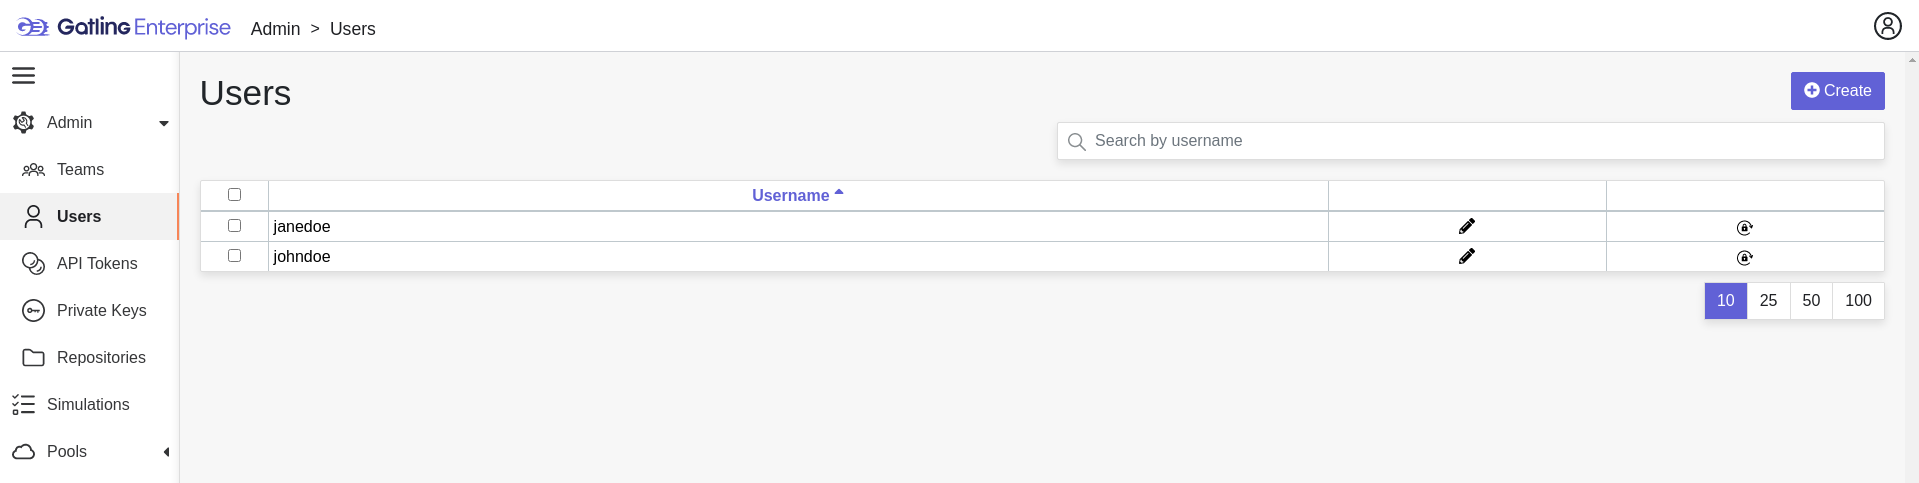 Gatling Enterprise
Admin > Users
Admin
Teams
Users
API Tokens
Private Keys
Repositories
Simulations
Pools
Users
Create
Search by username
Username
janedoe
johndoe
10 25 50 100